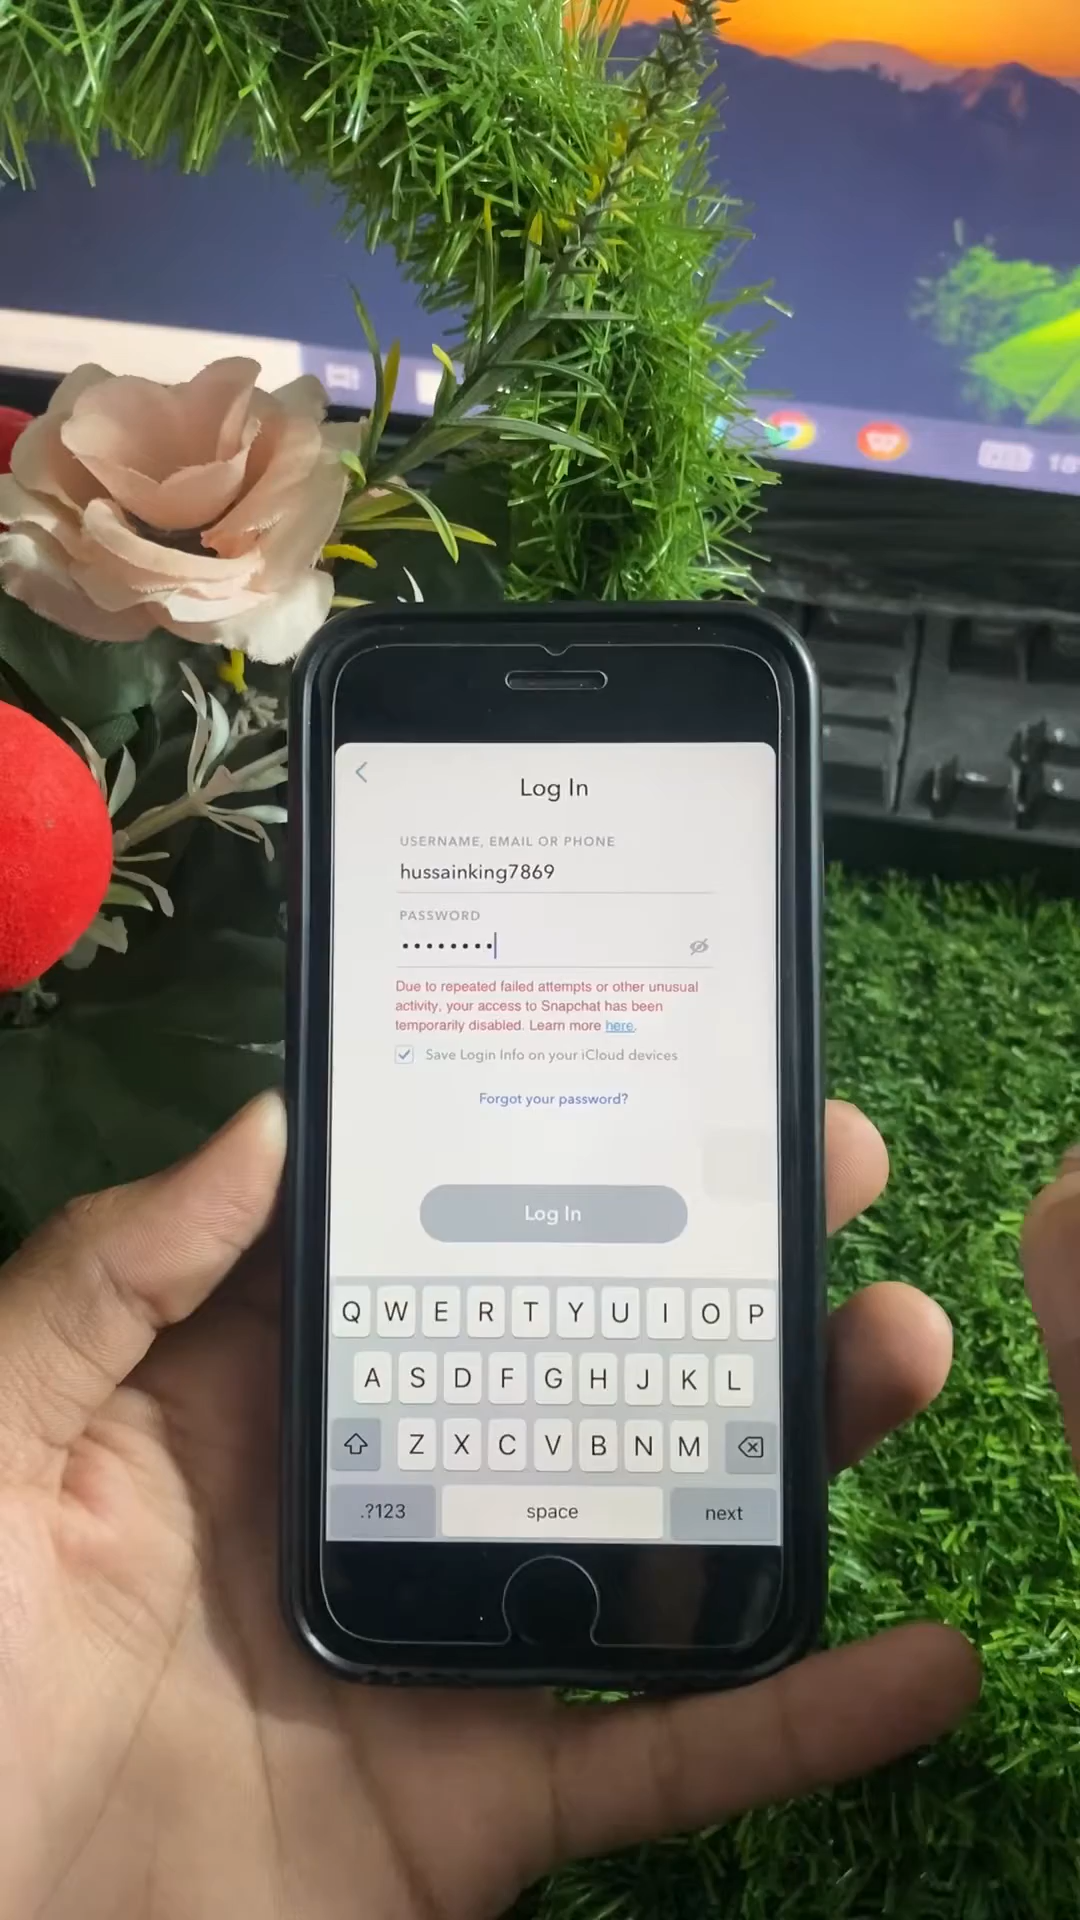 Log In
USERNAME, EMAIL OR PHONE
hussainking7869
PASSWORD
••••••••
Due to repeated failed attempts or other unusual
activity, your access to Snapchat has been
temporarily disabled. Learn more here.
Save Login Info on your iCloud devices
Forgot your password?
Log In
Q W E R T Y U I O P
A S D F G H J K L
Z X C V B N M
.?123 space next